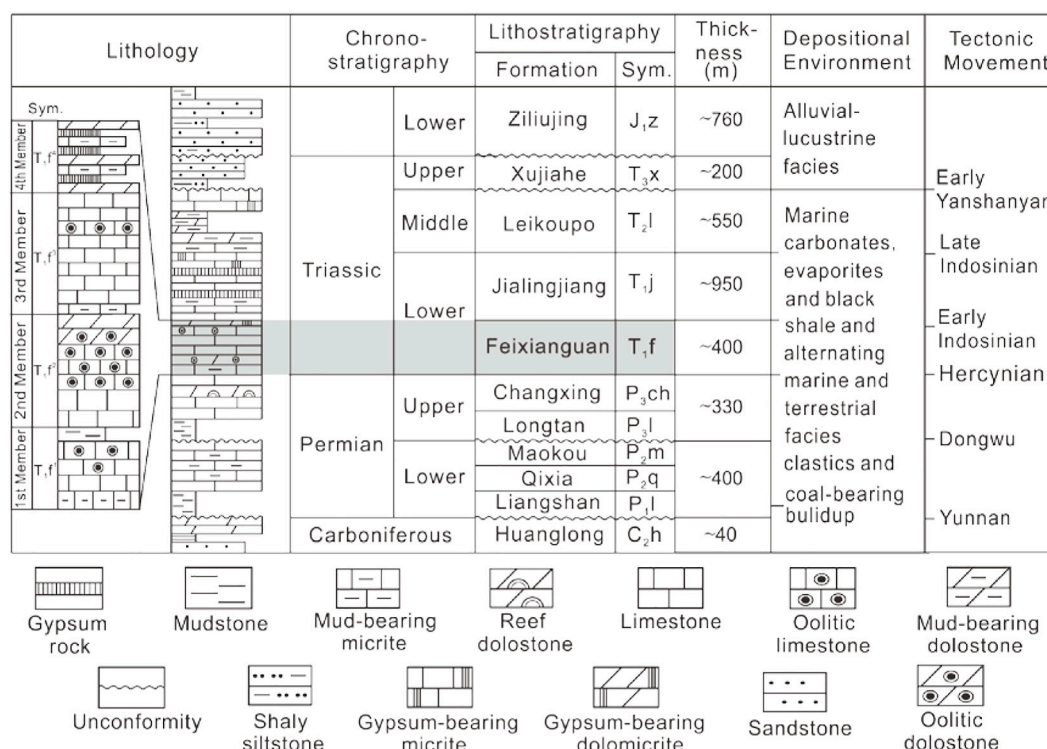 Lithology
Chrono-
stratigraphy
Lithostratigraphy
Formation
Sym.
Thick-
ness
(m)
Depositional
Environment
Tectonic
Movement
Sym.
4th Member
T₁f⁴
3rd Member
T₁f³
2nd Member
T₁f²
1st Member
T₁f¹
Lower
Ziliujing
J₁z
~760
Alluvial-
lucustrine
facies
Triassic
Upper
Xujiahe
T₃x
~200
Middle
Leikoupo
T₂l
~550
Lower
Jialingjiang
T₁j
~950
Feixianguan
T₁f
~400
Permian
Upper
Changxing
P₃ch
~330
Longtan
P₃l
Lower
Maokou
P₂m
~400
Qixia
P₂q
Liangshan
P₁l
Carboniferous
Huanglong
C₂h
~40
Marine
carbonates,
evaporites
and black
shale and
alternating
marine and
terrestrial
facies
clastics and
coal-bearing
bulidup
Early
Yanshanyan
Late
Indosinian
Early
Indosinian
Hercynian
Dongwu
Yunnan
Gypsum
rock
Mudstone
Mud-bearing
micrite
Reef
dolostone
Limestone
Oolitic
limestone
Mud-bearing
dolostone
Unconformity
Shaly
siltstone
Gypsum-bearing
micrite
Gypsum-bearing
dolomicrite
Sandstone
Oolitic
dolostone